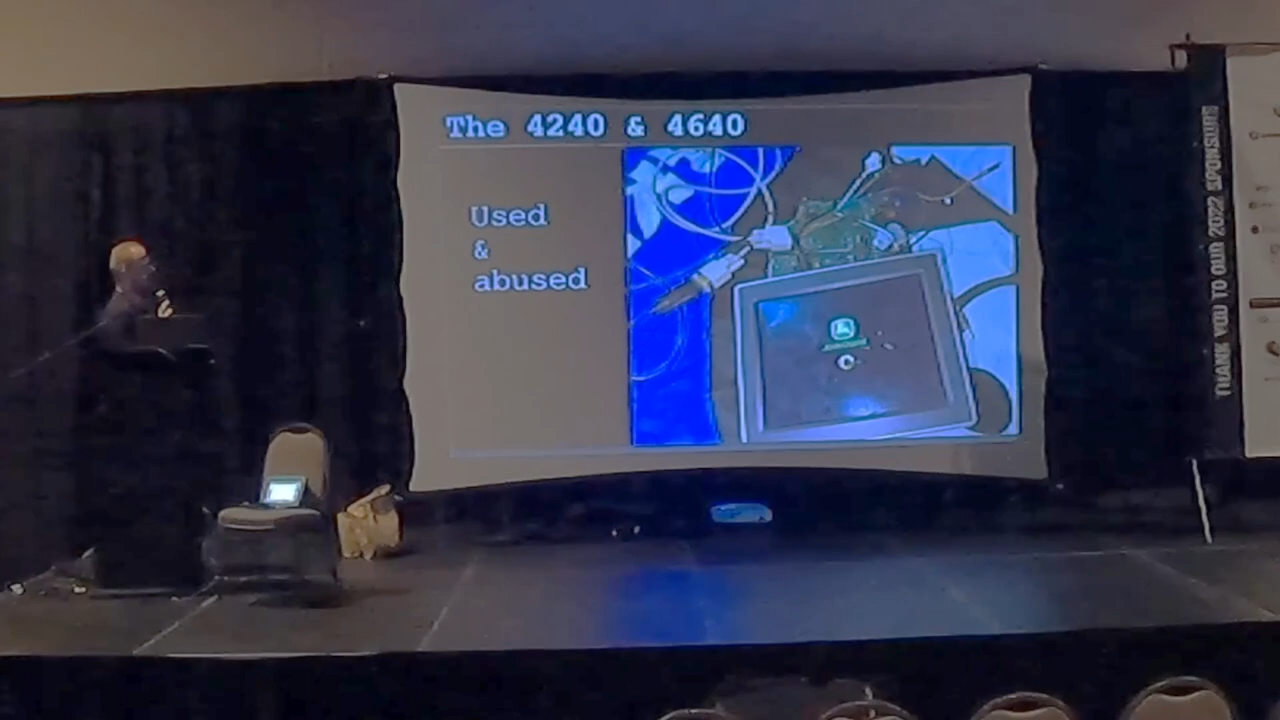 The 4240 & 4640
Used
&
abused
THANK YOU TO OUR 2022 SPONSORS